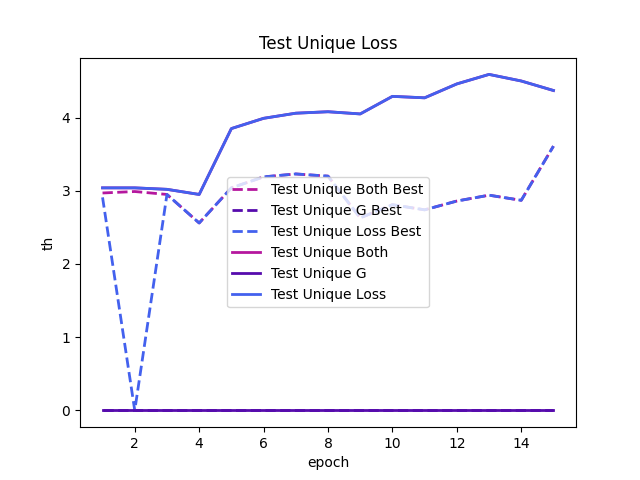 Test Unique Loss
th
4
3
2
1
0
Test Unique Both Best
Test Unique G Best
Test Unique Loss Best
Test Unique Both
Test Unique G
Test Unique Loss
2 4 6 8 10 12 14
epoch